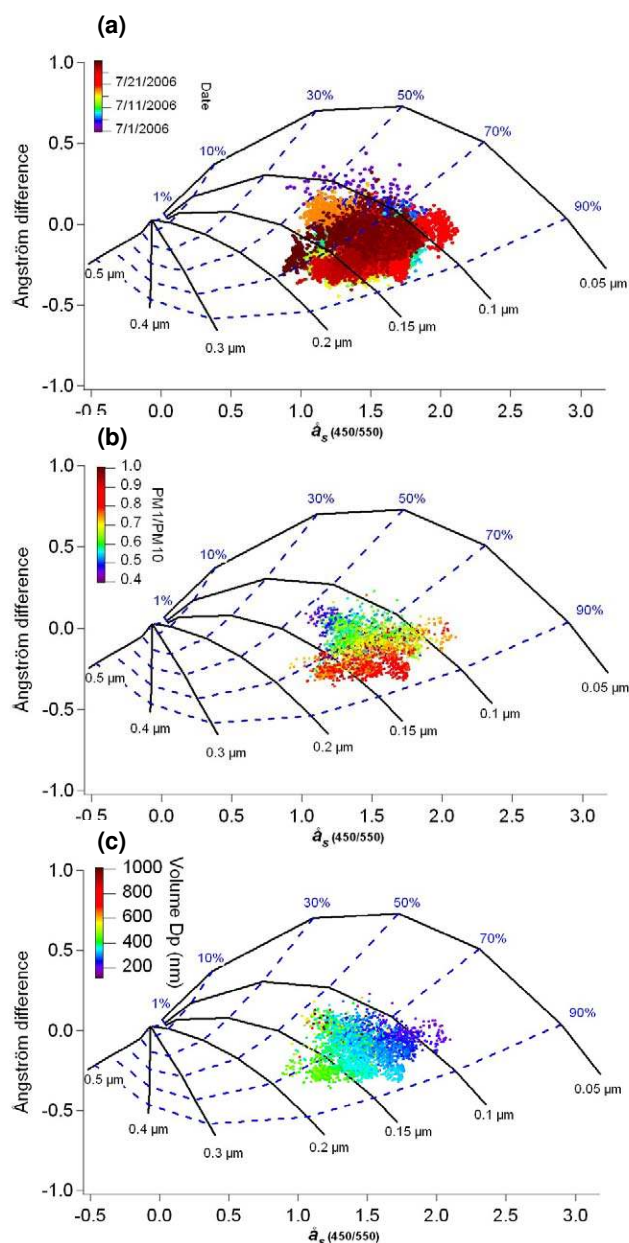 (a)
1.0
0.5
0.0
-0.5
-1.0
Ångström difference
7/21/2006
7/11/2006
7/1/2006
Date
1%
10%
30%
50%
70%
90%
0.5 µm
0.4 µm
0.3 µm
0.2 µm
0.15 µm
0.1 µm
0.05 µm
-0.5 0.0 0.5 1.0 1.5 2.0 2.5 3.0
å_s (450/550)
(b)
1.0
0.5
0.0
-0.5
-1.0
Ångström difference
1.0
0.9
0.8
0.7
0.6
0.5
0.4
PM1/PM10
1%
10%
30%
50%
70%
90%
0.5 µm
0.4 µm
0.3 µm
0.2 µm
0.15 µm
0.1 µm
0.05 µm
-0.5 0.0 0.5 1.0 1.5 2.0 2.5 3.0
å_s (450/550)
(c)
1.0
0.5
0.0
-0.5
-1.0
Ångström difference
1000
800
600
400
200
Volume Dp (nm)
1%
10%
30%
50%
70%
90%
0.5 µm
0.4 µm
0.3 µm
0.2 µm
0.15 µm
0.1 µm
0.05 µm
-0.5 0.0 0.5 1.0 1.5 2.0 2.5 3.0
å_s (450/550)